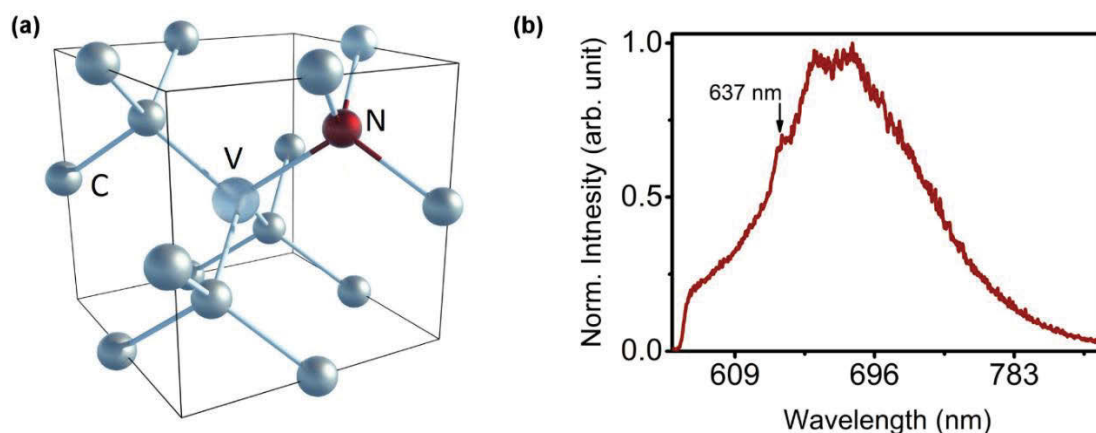 (a)
N
V
C
(b)
Norm. Intnesity (arb. unit)
1.0
637 nm
0.5
0.0
609 696 783
Wavelength (nm)